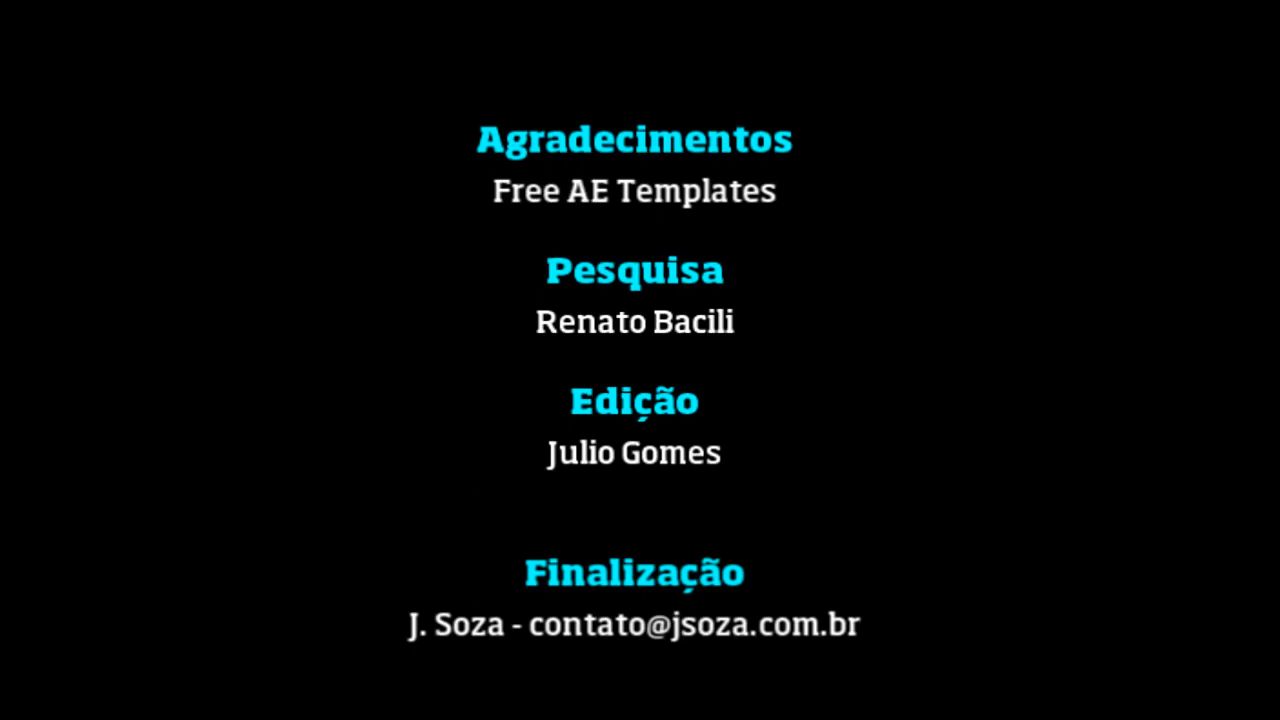 Agradecimentos
Free AE Templates
Pesquisa
Renato Bacili
Edição
Julio Gomes
Finalização
J. Soza - contato@jsoza.com.br